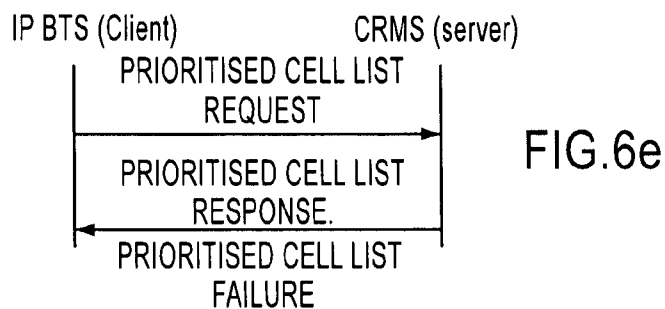 IP BTS (Client) CRMS (server)
PRIORITISED CELL LIST
REQUEST
FIG.6e
PRIORITISED CELL LIST
RESPONSE.
PRIORITISED CELL LIST
FAILURE